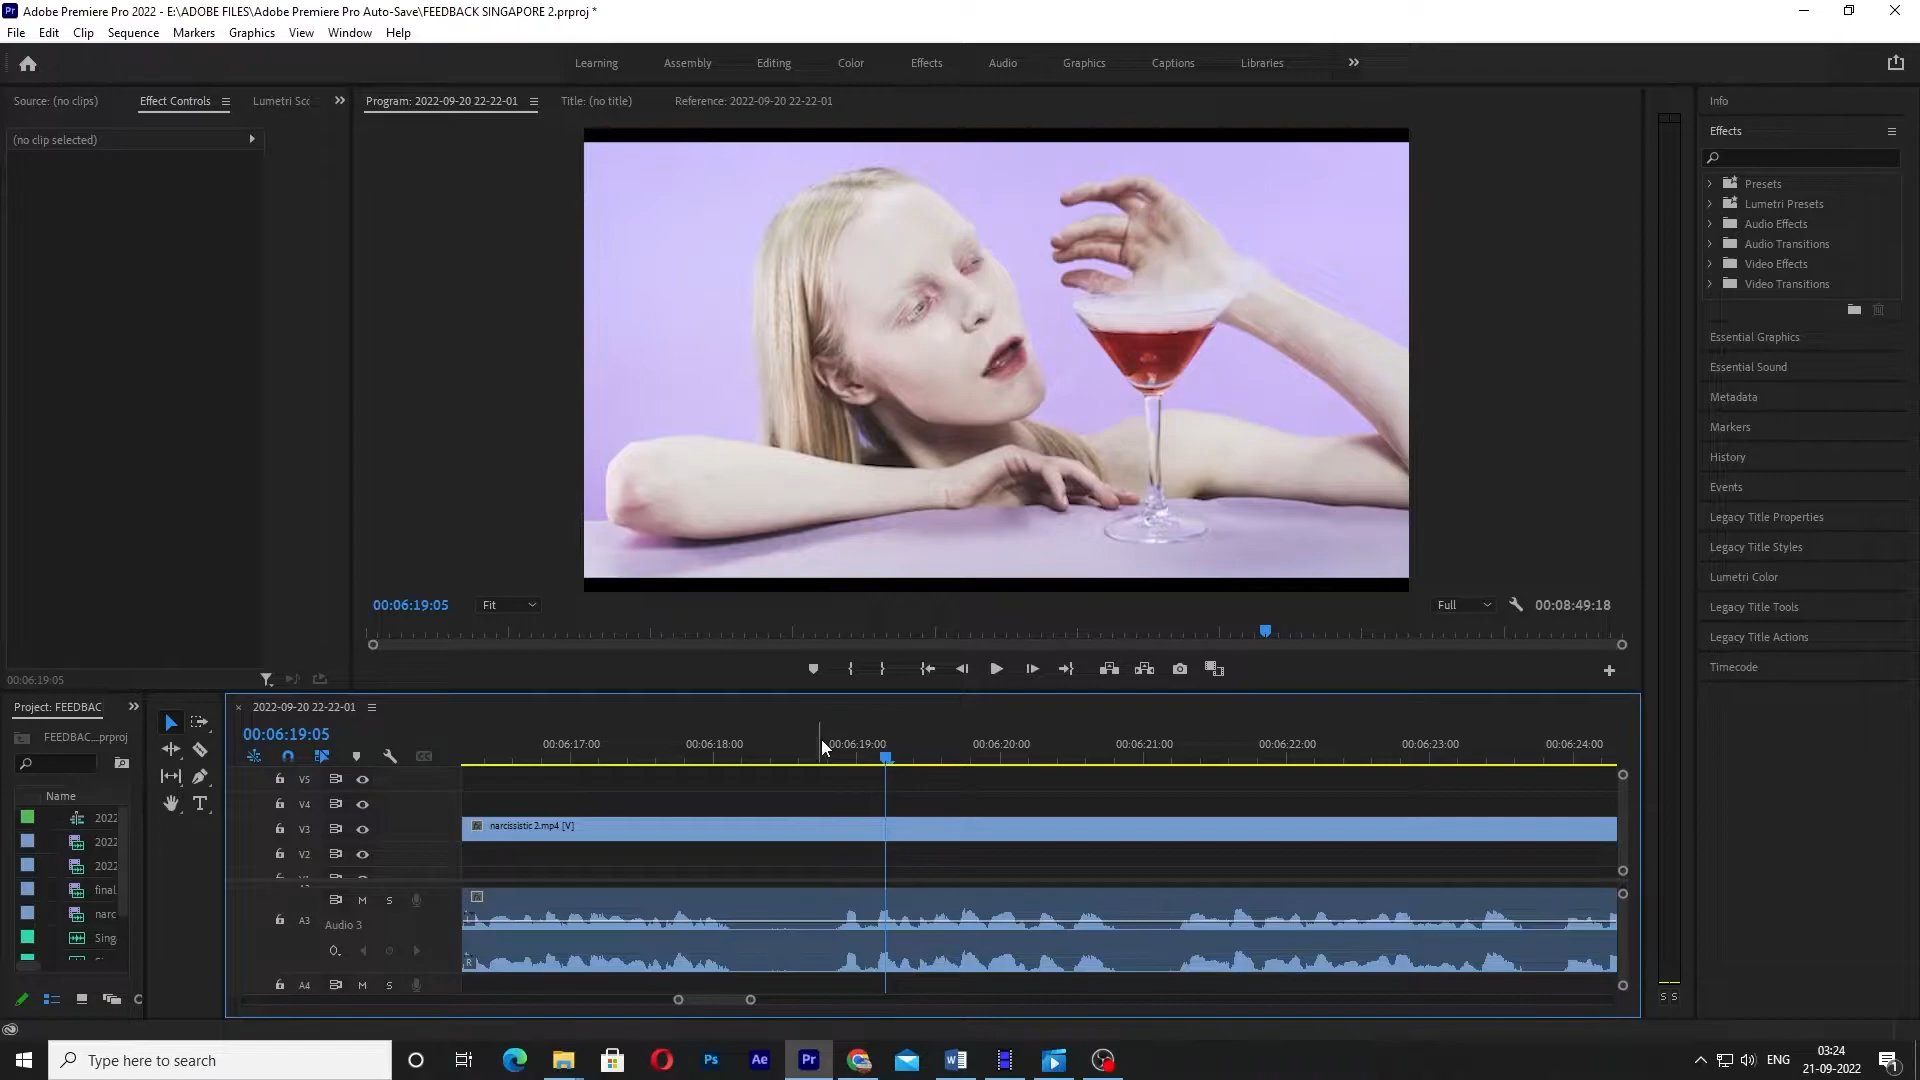 Pr Adobe Premiere Pro 2022 - E:\ADOBE FILES\Adobe Premiere Pro Auto-Save\FEEDBACK SINGAPORE 2.prproj *
File Edit Clip Sequence Markers Graphics View Window Help
Learning Assembly Editing Color Effects Audio Graphics Captions Libraries
Source: (no clips) Effect Controls Lumetri Sc
Program: 2022-09-20 22-22-01 Title: (no title) Reference: 2022-09-20 22-22-01
(no clip selected)
Info
Effects
Presets
Lumetri Presets
Audio Effects
Audio Transitions
Video Effects
Video Transitions
Essential Graphics
Essential Sound
Metadata
Markers
History
Events
Legacy Title Properties
Legacy Title Styles
Lumetri Color
Legacy Title Tools
Legacy Title Actions
Timecode
00:06:19:05 Fit Full 00:08:49:18
00:06:19:05
Project: FEEDBAC
FEEDBAC...prproj
Name
2022
2022
2022
final
narc
Sing
2022-09-20 22-22-01
00:06:19:05
00:06:17:00 00:06:18:00 00:06:19:00 00:06:20:00 00:06:21:00 00:06:22:00 00:06:23:00 00:06:24:00
V5
V4
V3 narcissistic 2.mp4 [V]
V2
M S
A3 Audio 3
L
R
A4 M S
S S
Type here to search
Ps Ae Pr
ENG
03:24
21-09-2022
1